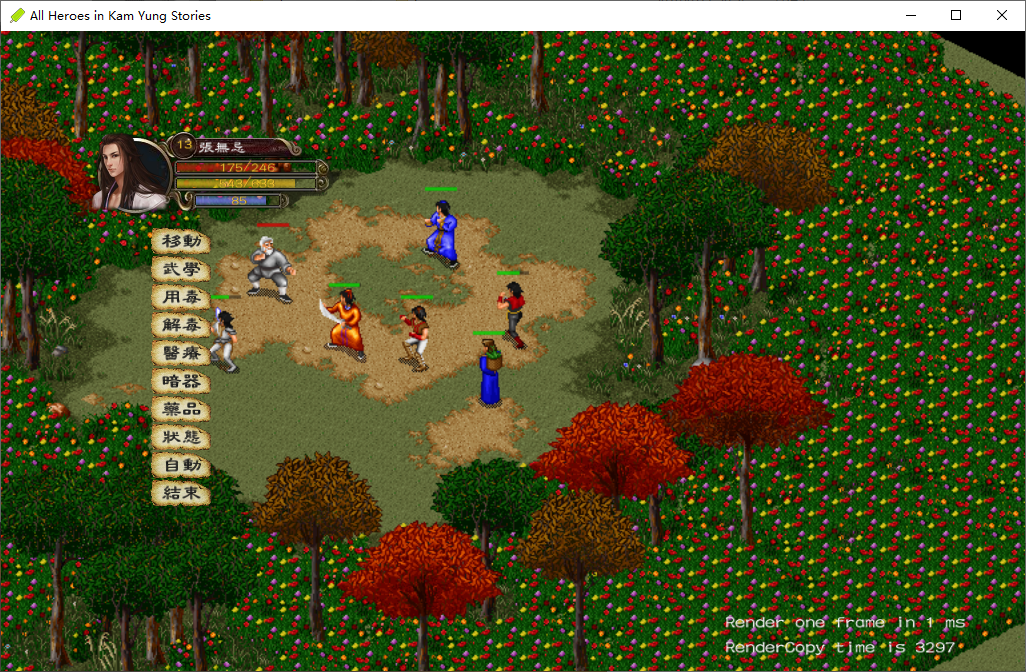 All Heroes in Kam Yung Stories
13 張無忌
175/246
85
移動
武學
用毒
解毒
醫療
暗器
藥品
狀態
自動
結束
Render one frame in 1 ms
RenderCopy time is 3297